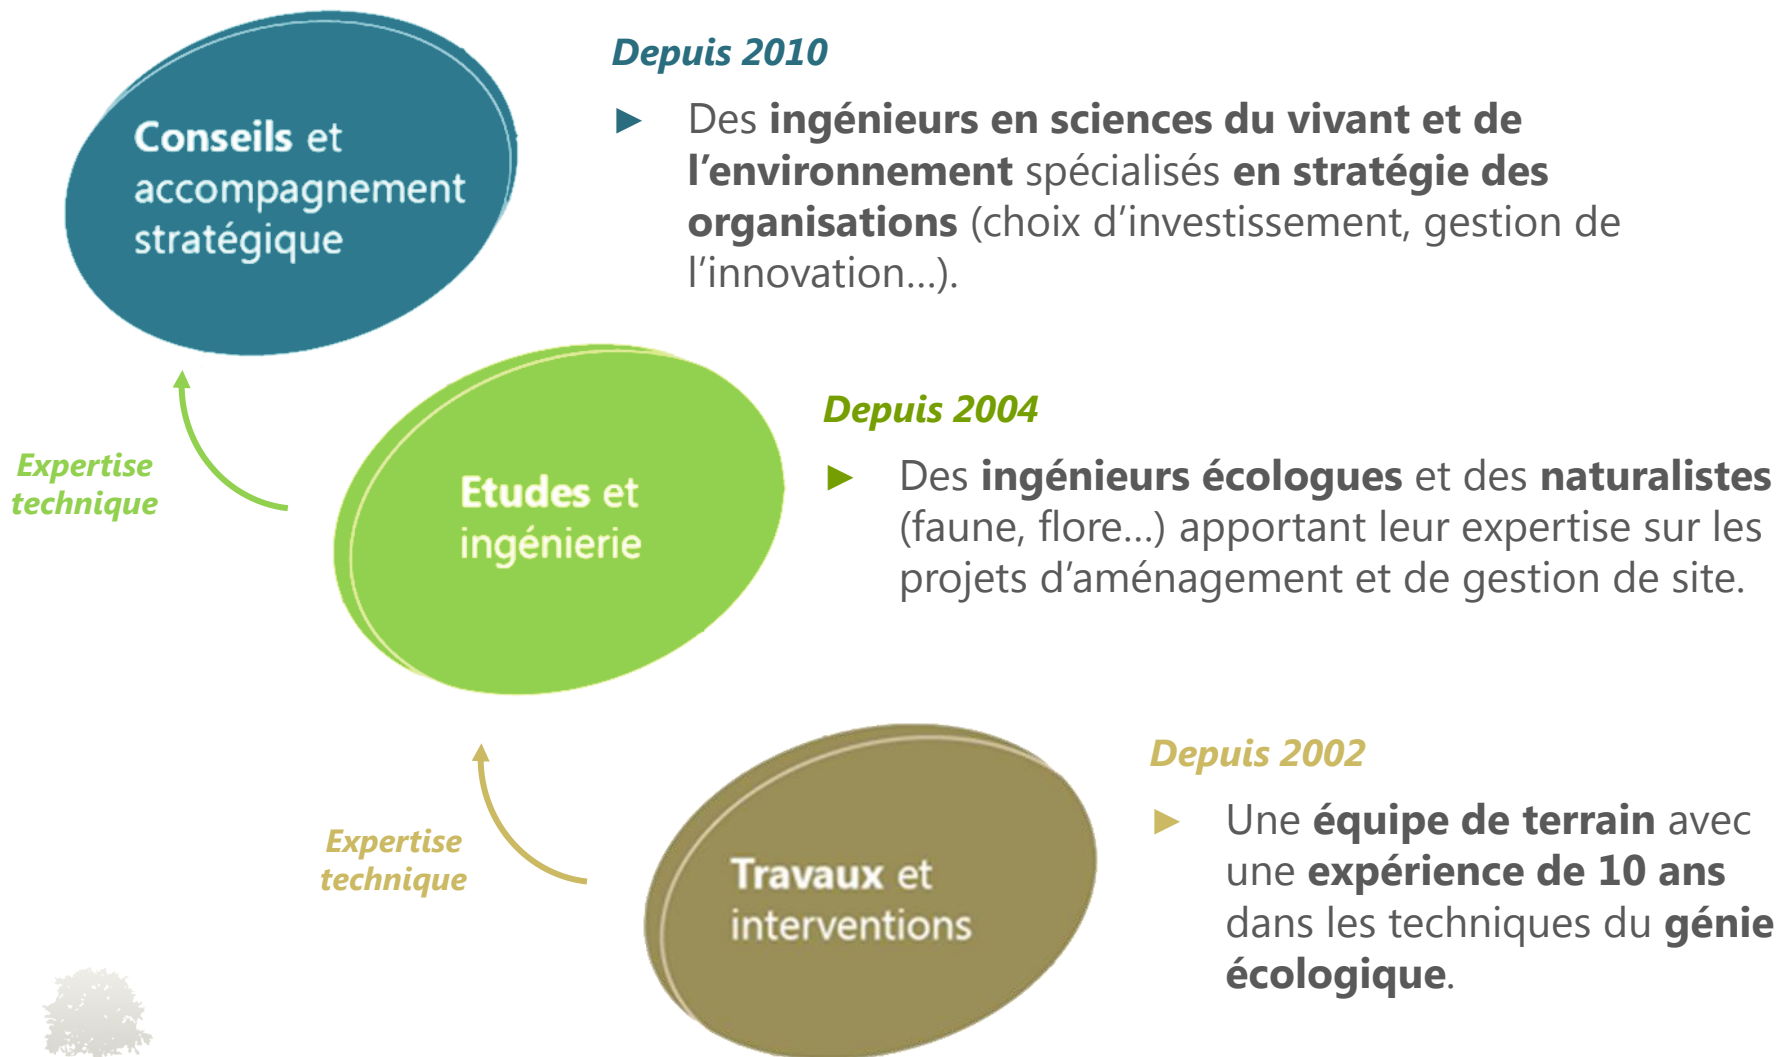 Conseils et
accompagnement
stratégique
Depuis 2010
► Des ingénieurs en sciences du vivant et de
l’environnement spécialisés en stratégie des
organisations (choix d’investissement, gestion de
l’innovation…).
Expertise
technique
Etudes et
ingénierie
Depuis 2004
► Des ingénieurs écologues et des naturalistes
(faune, flore…) apportant leur expertise sur les
projets d’aménagement et de gestion de site.
Expertise
technique
Travaux et
interventions
Depuis 2002
► Une équipe de terrain avec
une expérience de 10 ans
dans les techniques du génie
écologique.